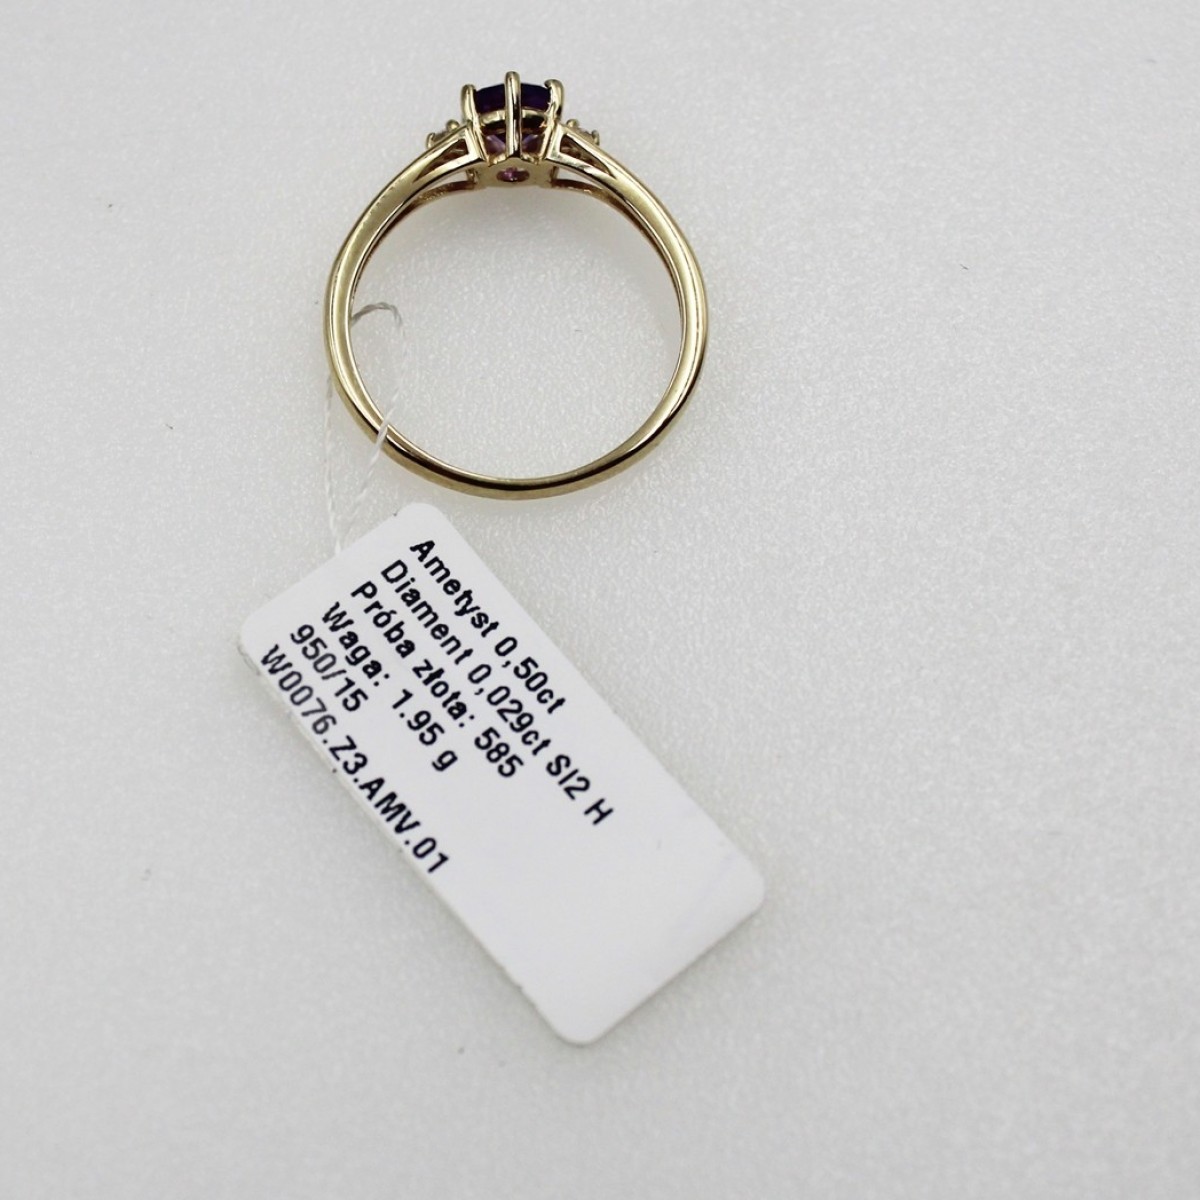 Ametyst 0,50ct
Diament 0,029ct SI2 H
Próba złota: 585
Waga: 1.95 g
950/15
W0076.Z3.AMV.01